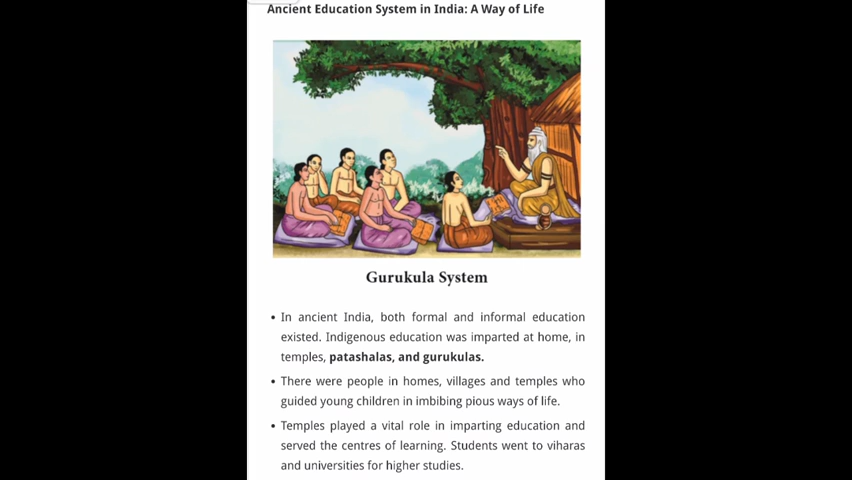 Ancient Education System in India: A Way of Life
Gurukula System
• In ancient India, both formal and informal education
existed. Indigenous education was imparted at home, in
temples, patashalas, and gurukulas.
• There were people in homes, villages and temples who
guided young children in imbibing pious ways of life.
• Temples played a vital role in imparting education and
served the centres of learning. Students went to viharas
and universities for higher studies.